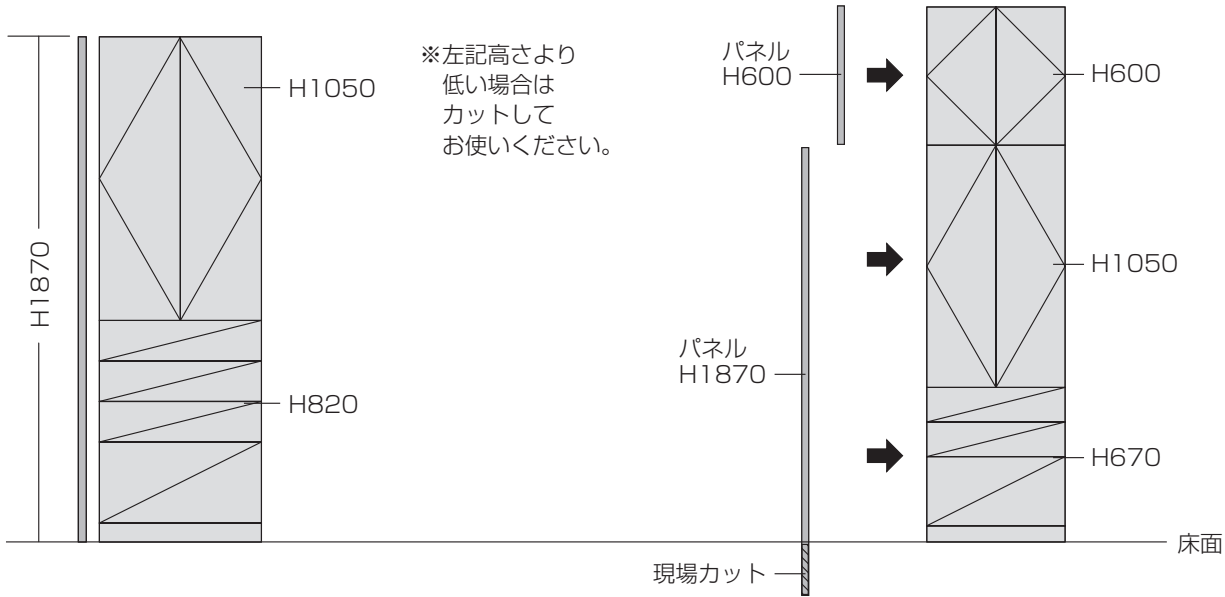 H1870
H1050
H820
※左記高さより
低い場合は
カットして
お使いください。
パネル
H600
パネル
H1870
現場カット
H600
H1050
H670
床面